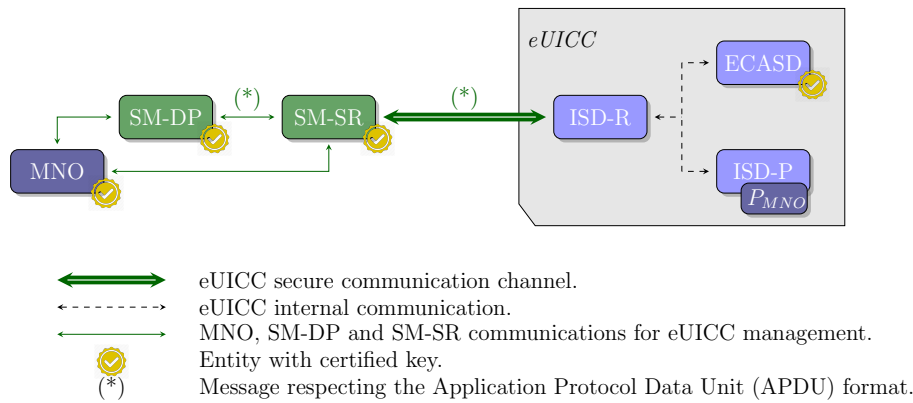 eUICC
ECASD
(*)
(*)
SM-DP
SM-SR
ISD-R
MNO
ISD-P
P_MNO
eUICC secure communication channel.
eUICC internal communication.
MNO, SM-DP and SM-SR communications for eUICC management.
Entity with certified key.
(*) Message respecting the Application Protocol Data Unit (APDU) format.